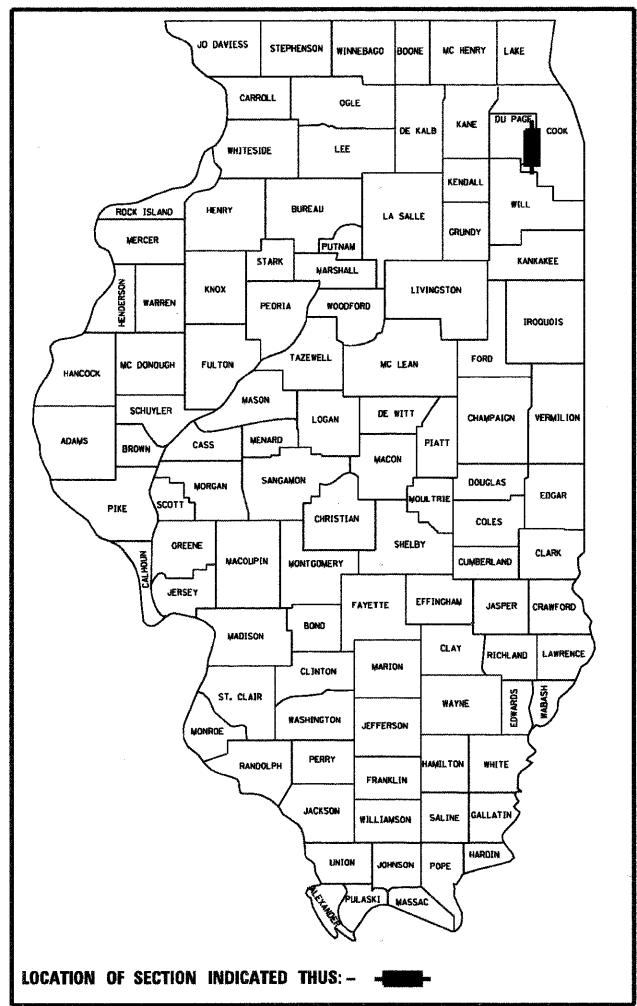 JO DAVIESS
STEPHENSON
WINNEBAGO
BOONE
MC HENRY
LAKE
CARROLL
OGLE
DE KALB
KANE
DU PAGE
COOK
WHITESIDE
LEE
KENDALL
WILL
ROCK ISLAND
HENRY
BUREAU
LA SALLE
GRUNDY
MERCER
PUTNAM
STARK
MARSHALL
KANKAKEE
HENDERSON
WARREN
KNOX
PEORIA
WOODFORD
LIVINGSTON
IROQUOIS
HANCOCK
MC DONOUGH
FULTON
TAZEWELL
MC LEAN
FORD
MASON
SCHUYLER
LOGAN
DE WITT
CHAMPAIGN
VERMILION
ADAMS
BROWN
CASS
MENARD
PIATT
MACON
MORGAN
SANGAMON
DOUGLAS
EDGAR
PIKE
SCOTT
CHRISTIAN
MOULTRIE
COLES
GREENE
MACOUPIN
MONTGOMERY
SHELBY
CUMBERLAND
CLARK
CALHOUN
JERSEY
FAYETTE
EFFINGHAM
JASPER
CRAWFORD
MADISON
BOND
CLAY
RICHLAND
LAWRENCE
CLINTON
MARION
ST. CLAIR
WAYNE
EDWARDS
WABASH
WASHINGTON
JEFFERSON
MONROE
RANDOLPH
PERRY
HAMILTON
WHITE
FRANKLIN
JACKSON
WILLIAMSON
SALINE
GALLATIN
UNION
JOHNSON
POPE
HARDIN
ALEXANDER
PULASKI
MASSAC
LOCATION OF SECTION INDICATED THUS: -